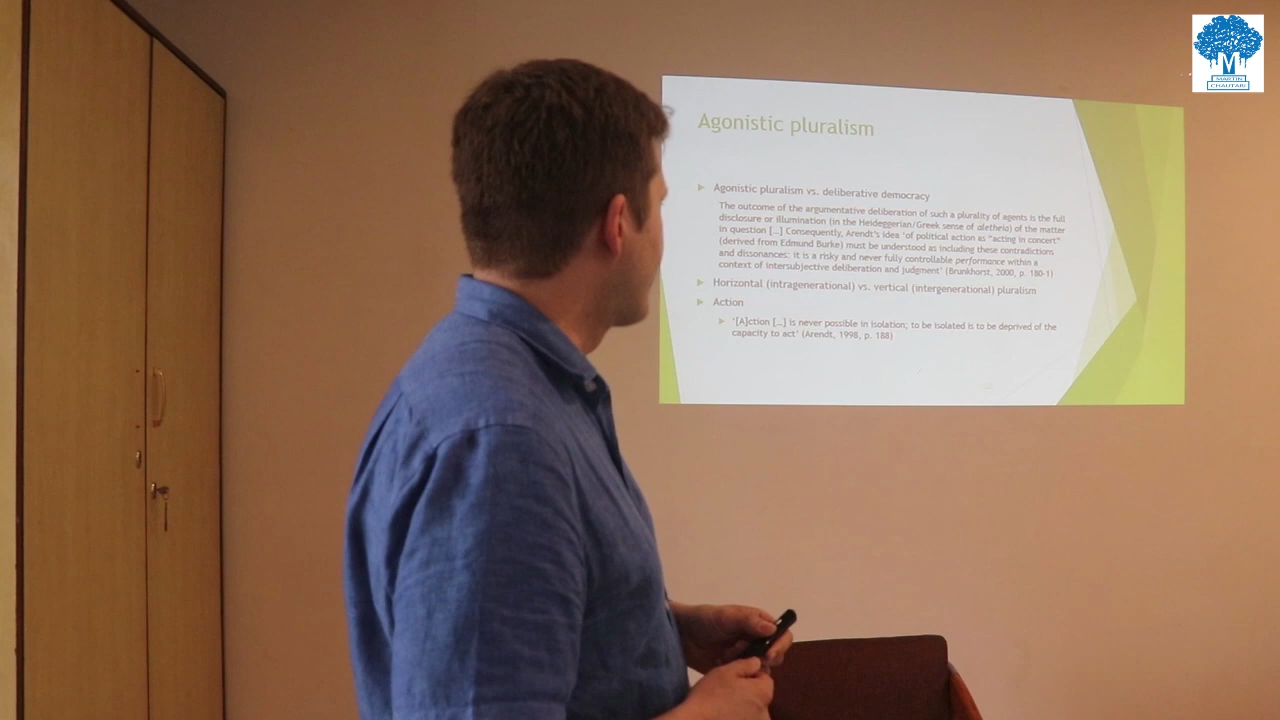 M
MARTIN
CHAUTARI
Agonistic pluralism
Agonistic pluralism vs. deliberative democracy
The outcome of the argumentative deliberation of such a plurality of agents is the full
disclosure or illumination (in the Heideggerian/Greek sense of aletheia) of the matter
in question [...] Consequently, Arendt's idea 'of political action as "acting in concert"
(derived from Edmund Burke) must be understood as including these contradictions
and dissonances: it is a risky and never fully controllable performance within a
context of intersubjective deliberation and judgment' (Brunkhorst, 2000, p. 180-1)
Horizontal (intragenerational) vs. vertical (intergenerational) pluralism
Action
'[A]ction [...] is never possible in isolation; to be isolated is to be deprived of the
capacity to act' (Arendt, 1998, p. 188)